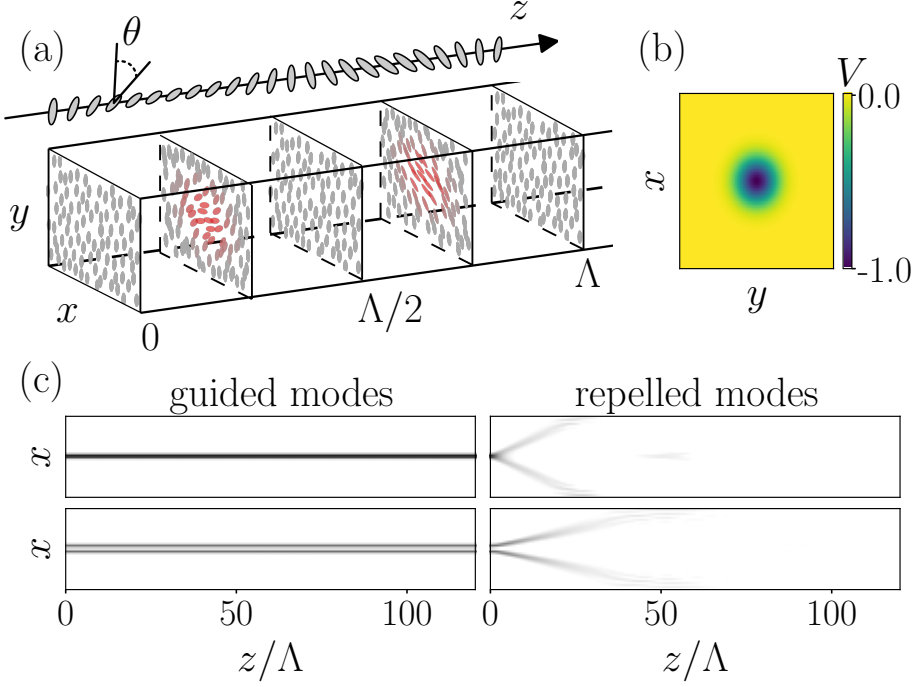 (a)
θ
z
y
x
0
Λ/2
Λ
(b)
V
0.0
-1.0
x
y
(c)
guided modes
repelled modes
x
x
0
50
100
0
50
100
z/Λ
z/Λ